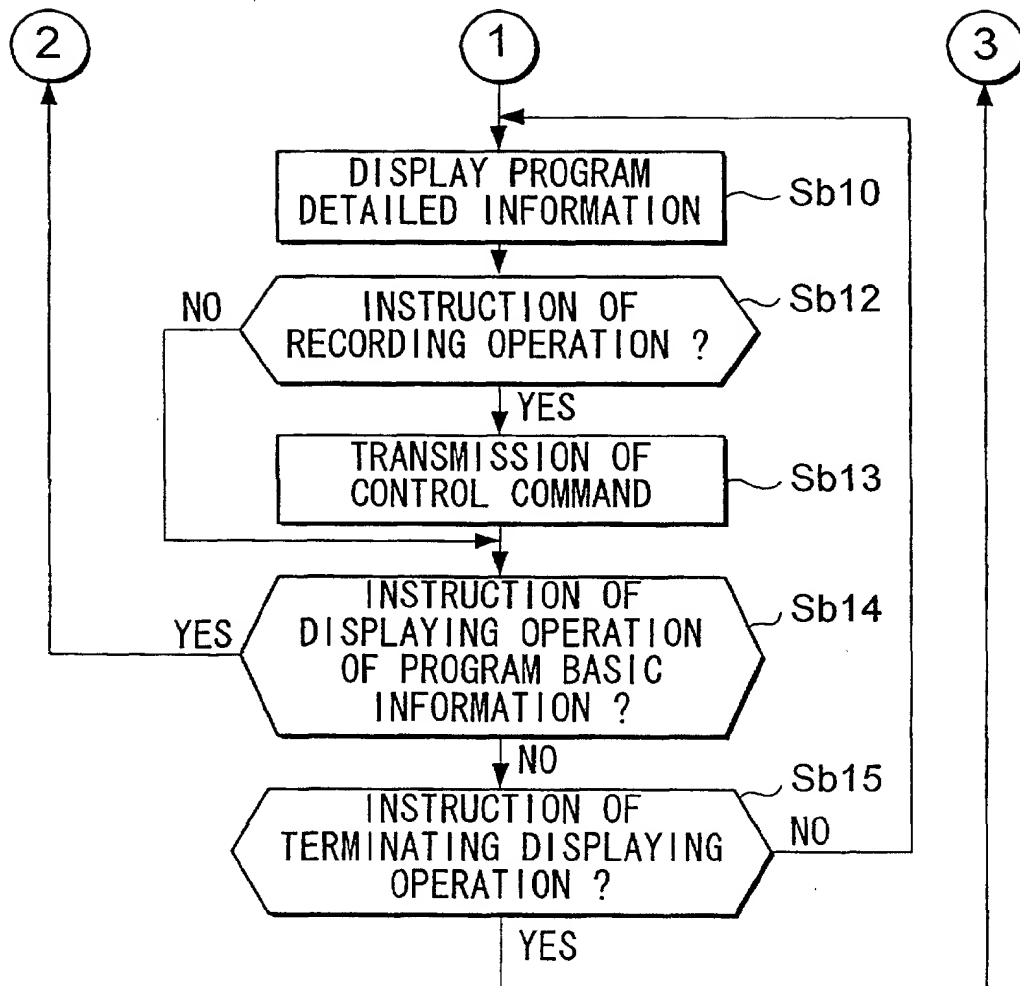 2
1
3
DISPLAY PROGRAM
DETAILED INFORMATION
Sb10
NO
INSTRUCTION OF
RECORDING OPERATION ?
Sb12
YES
TRANSMISSION OF
CONTROL COMMAND
Sb13
YES
INSTRUCTION OF
DISPLAYING OPERATION
OF PROGRAM BASIC
INFORMATION ?
Sb14
NO
INSTRUCTION OF
TERMINATING DISPLAYING
OPERATION ?
Sb15
NO
YES